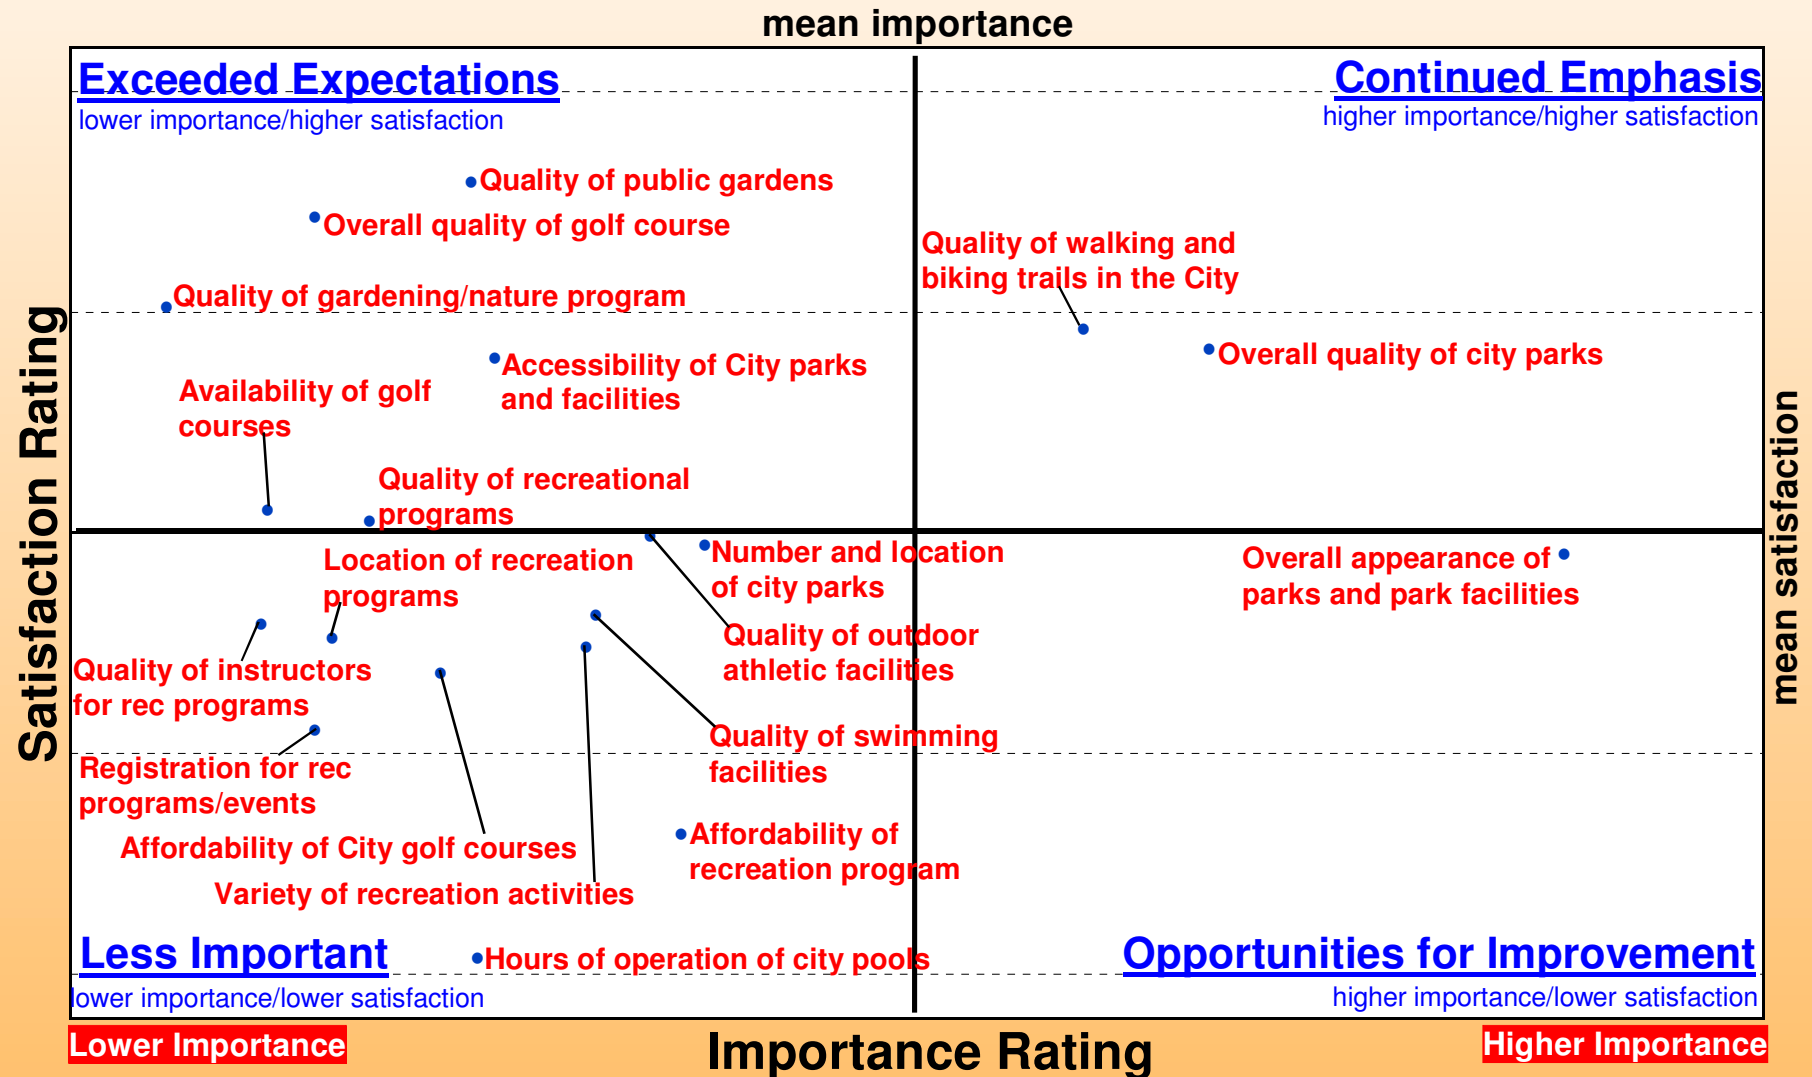 mean importance
Exceeded Expectations
lower importance/higher satisfaction
Continued Emphasis
higher importance/higher satisfaction
Quality of public gardens
Overall quality of golf course
Quality of walking and
biking trails in the City
Quality of gardening/nature program
Overall quality of city parks
Accessibility of City parks
and facilities
Availability of golf
courses
Quality of recreational
programs
Satisfaction Rating
mean satisfaction
Location of recreation
programs
Number and location
of city parks
Overall appearance of
parks and park facilities
Quality of outdoor
athletic facilities
Quality of instructors
for rec programs
Quality of swimming
facilities
Registration for rec
programs/events
Affordability of City golf courses
Affordability of
recreation program
Variety of recreation activities
Hours of operation of city pools
Less Important
lower importance/lower satisfaction
Opportunities for Improvement
higher importance/lower satisfaction
Lower Importance
Importance Rating
Higher Importance